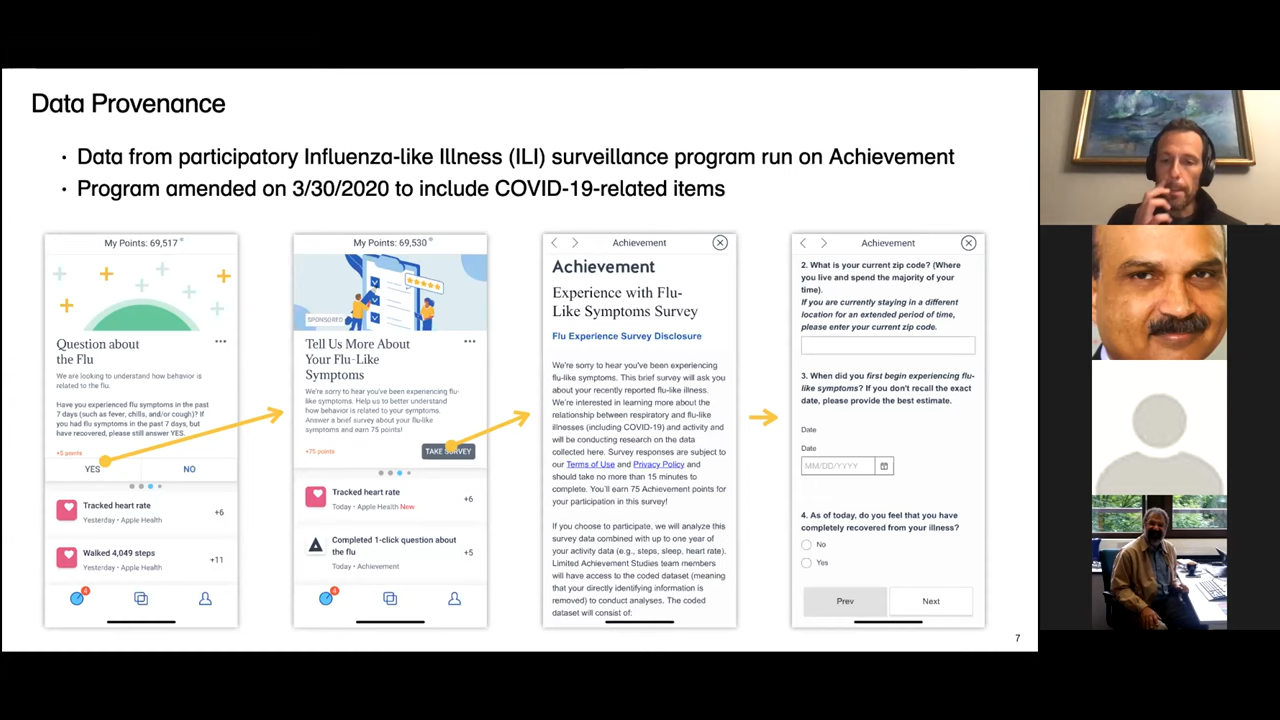 Data Provenance
• Data from participatory Influenza-like Illness (ILI) surveillance program run on Achievement
• Program amended on 3/30/2020 to include COVID-19-related items
My Points: 69,517
Question about
the Flu
We are looking to understand how behavior is
related to the flu.
Have you experienced flu symptoms in the past
7 days (such as fever, chills, and/or cough)? If
you had flu symptoms in the past 7 days, but
have recovered, please still answer YES.
+5 points
YES
NO
Tracked heart rate
Yesterday • Apple Health
+6
Walked 4,049 steps
Yesterday • Apple Health
+11
4
My Points: 69,530
SPONSORED
Tell Us More About
Your Flu-Like
Symptoms
We're sorry to hear you've been experiencing flu-
like symptoms. Help us to better understand
how behavior is related to your symptoms.
Answer a brief survey about your flu-like
symptoms and earn 75 points!
+75 points
TAKE SURVEY
Tracked heart rate
Today • Apple Health New
+6
Completed 1-click question about
the flu
Today • Achievement
+5
4
Achievement
Achievement
Experience with Flu-
Like Symptoms Survey
Flu Experience Survey Disclosure
We're sorry to hear you've been experiencing
flu-like symptoms. This brief survey will ask you
about your recently reported flu-like illness.
We're interested in learning more about the
relationship between respiratory and flu-like
illnesses (including COVID-19) and activity and
will be conducting research on the data
collected here. Survey responses are subject to
our Terms of Use and Privacy Policy and
should take no more than 15 minutes to
complete. You'll earn 75 Achievement points for
your participation in this survey!
If you choose to participate, we will analyze this
survey data combined with up to one year of
your activity data (e.g., steps, sleep, heart rate).
Limited Achievement Studies team members
will have access to the coded dataset (meaning
that your directly identifying information is
removed) to conduct analyses. The coded
dataset will consist of:
Achievement
2. What is your current zip code? (Where
you live and spend the majority of your
time).
If you are currently staying in a different
location for an extended period of time,
please enter your current zip code.
3. When did you first begin experiencing flu-
like symptoms? If you don't recall the exact
date, please provide the best estimate.
Date
Date
MM/DD/YYYY
4. As of today, do you feel that you have
completely recovered from your illness?
No
Yes
Prev
Next
7